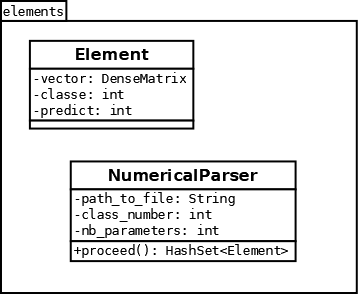 elements
Element
-vector: DenseMatrix
-classe: int
-predict: int
NumericalParser
-path_to_file: String
-class_number: int
-nb_parameters: int
+proceed(): HashSet<Element>